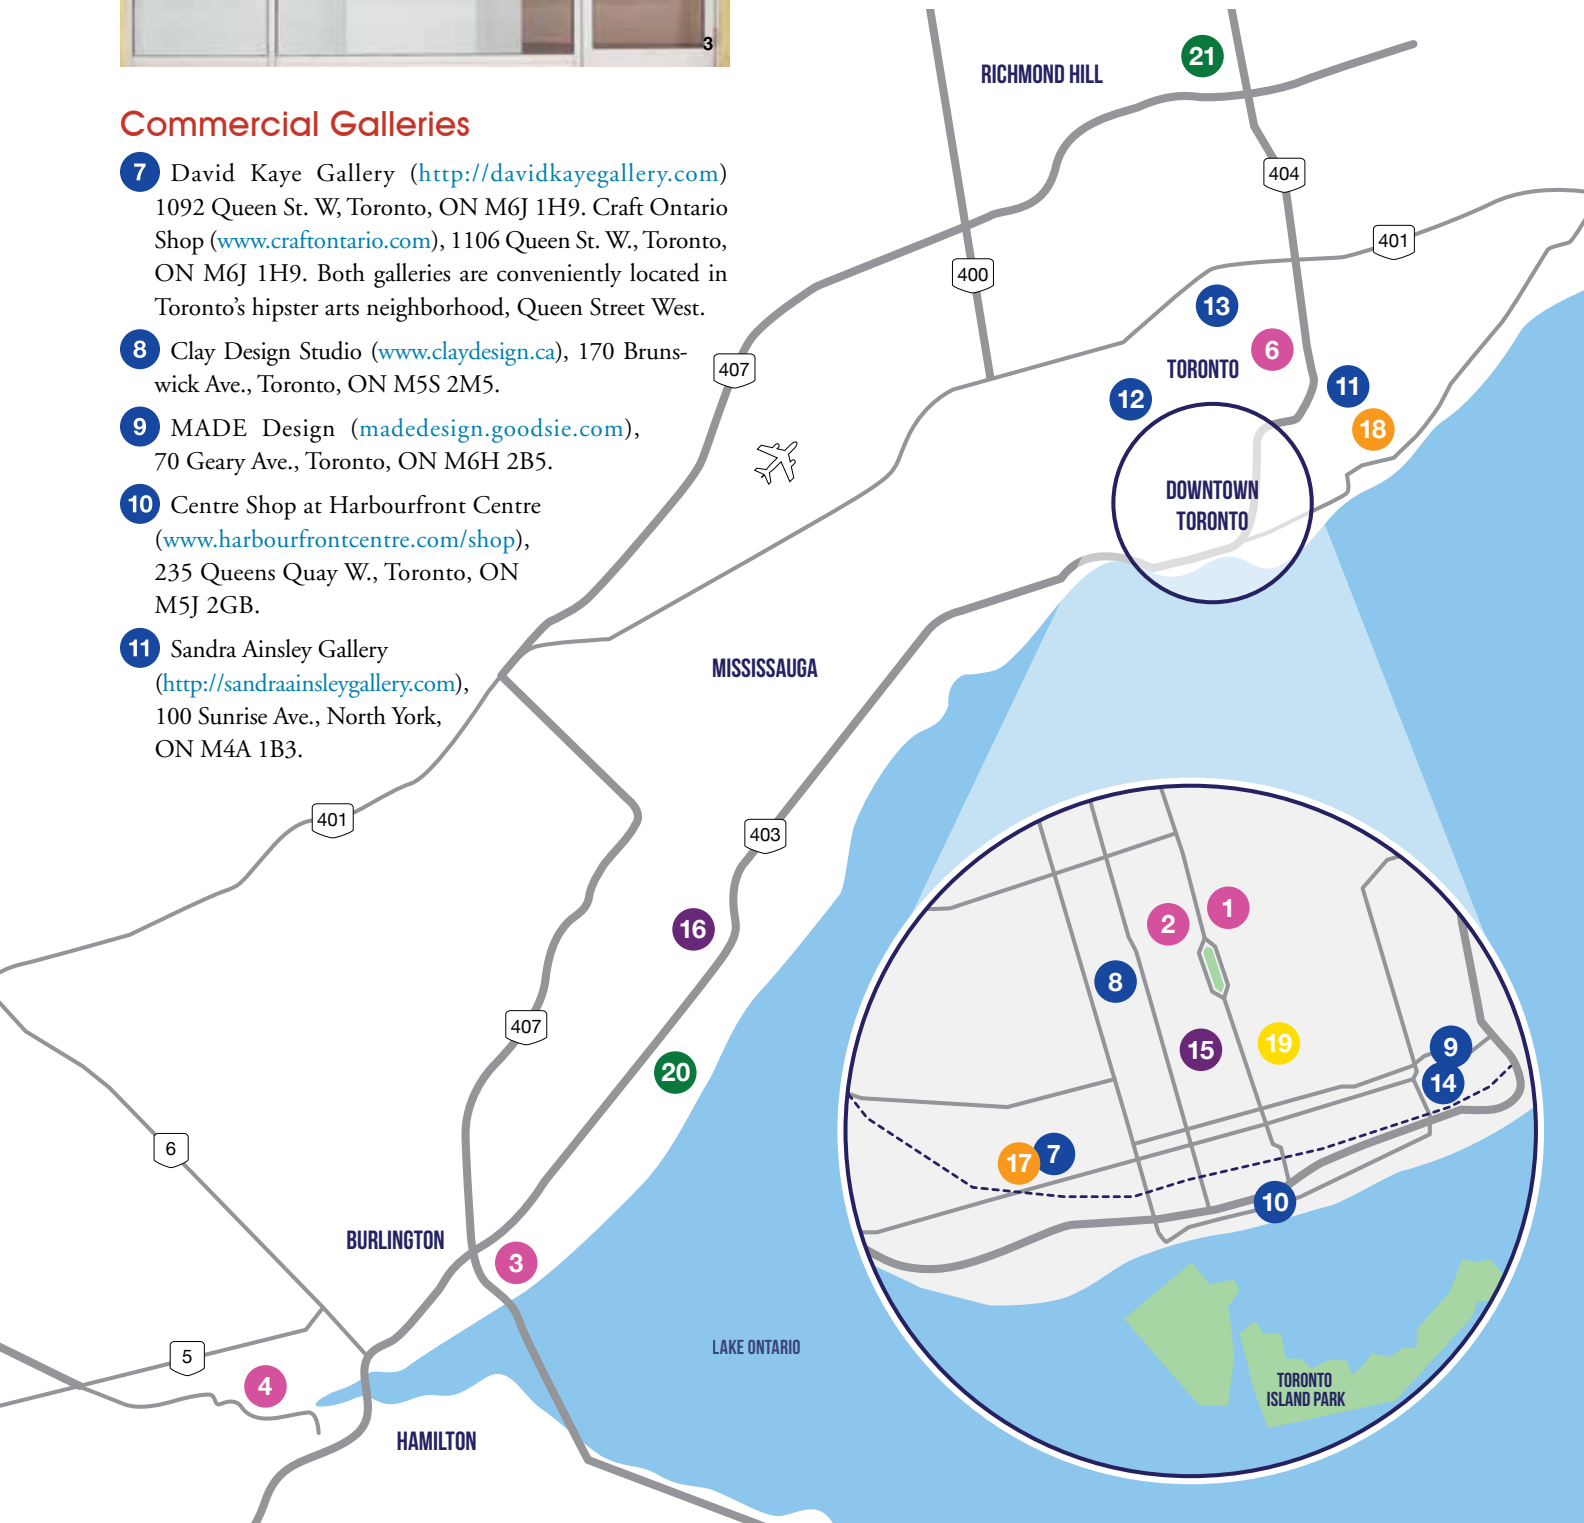 3
Commercial Galleries
7 David Kaye Gallery (http://davidkayegallery.com)
1092 Queen St. W, Toronto, ON M6J 1H9. Craft Ontario
Shop (www.craftontario.com), 1106 Queen St. W., Toronto,
ON M6J 1H9. Both galleries are conveniently located in
Toronto’s hipster arts neighborhood, Queen Street West.
8 Clay Design Studio (www.claydesign.ca), 170 Bruns-
wick Ave., Toronto, ON M5S 2M5.
9 MADE Design (madedesign.goodsie.com),
70 Geary Ave., Toronto, ON M6H 2B5.
10 Centre Shop at Harbourfront Centre
(www.harbourfrontcentre.com/shop),
235 Queens Quay W., Toronto, ON
M5J 2GB.
11 Sandra Ainsley Gallery
(http://sandraainsleygallery.com),
100 Sunrise Ave., North York,
ON M4A 1B3.
21
RICHMOND HILL
404
401
400
13
6
TORONTO
407
11
12
18
DOWNTOWN
TORONTO
MISSISSAUGA
401
403
16
407
20
6
BURLINGTON
3
5
4
HAMILTON
LAKE ONTARIO
1
2
8
15
19
9
14
17
7
10
TORONTO
ISLAND PARK